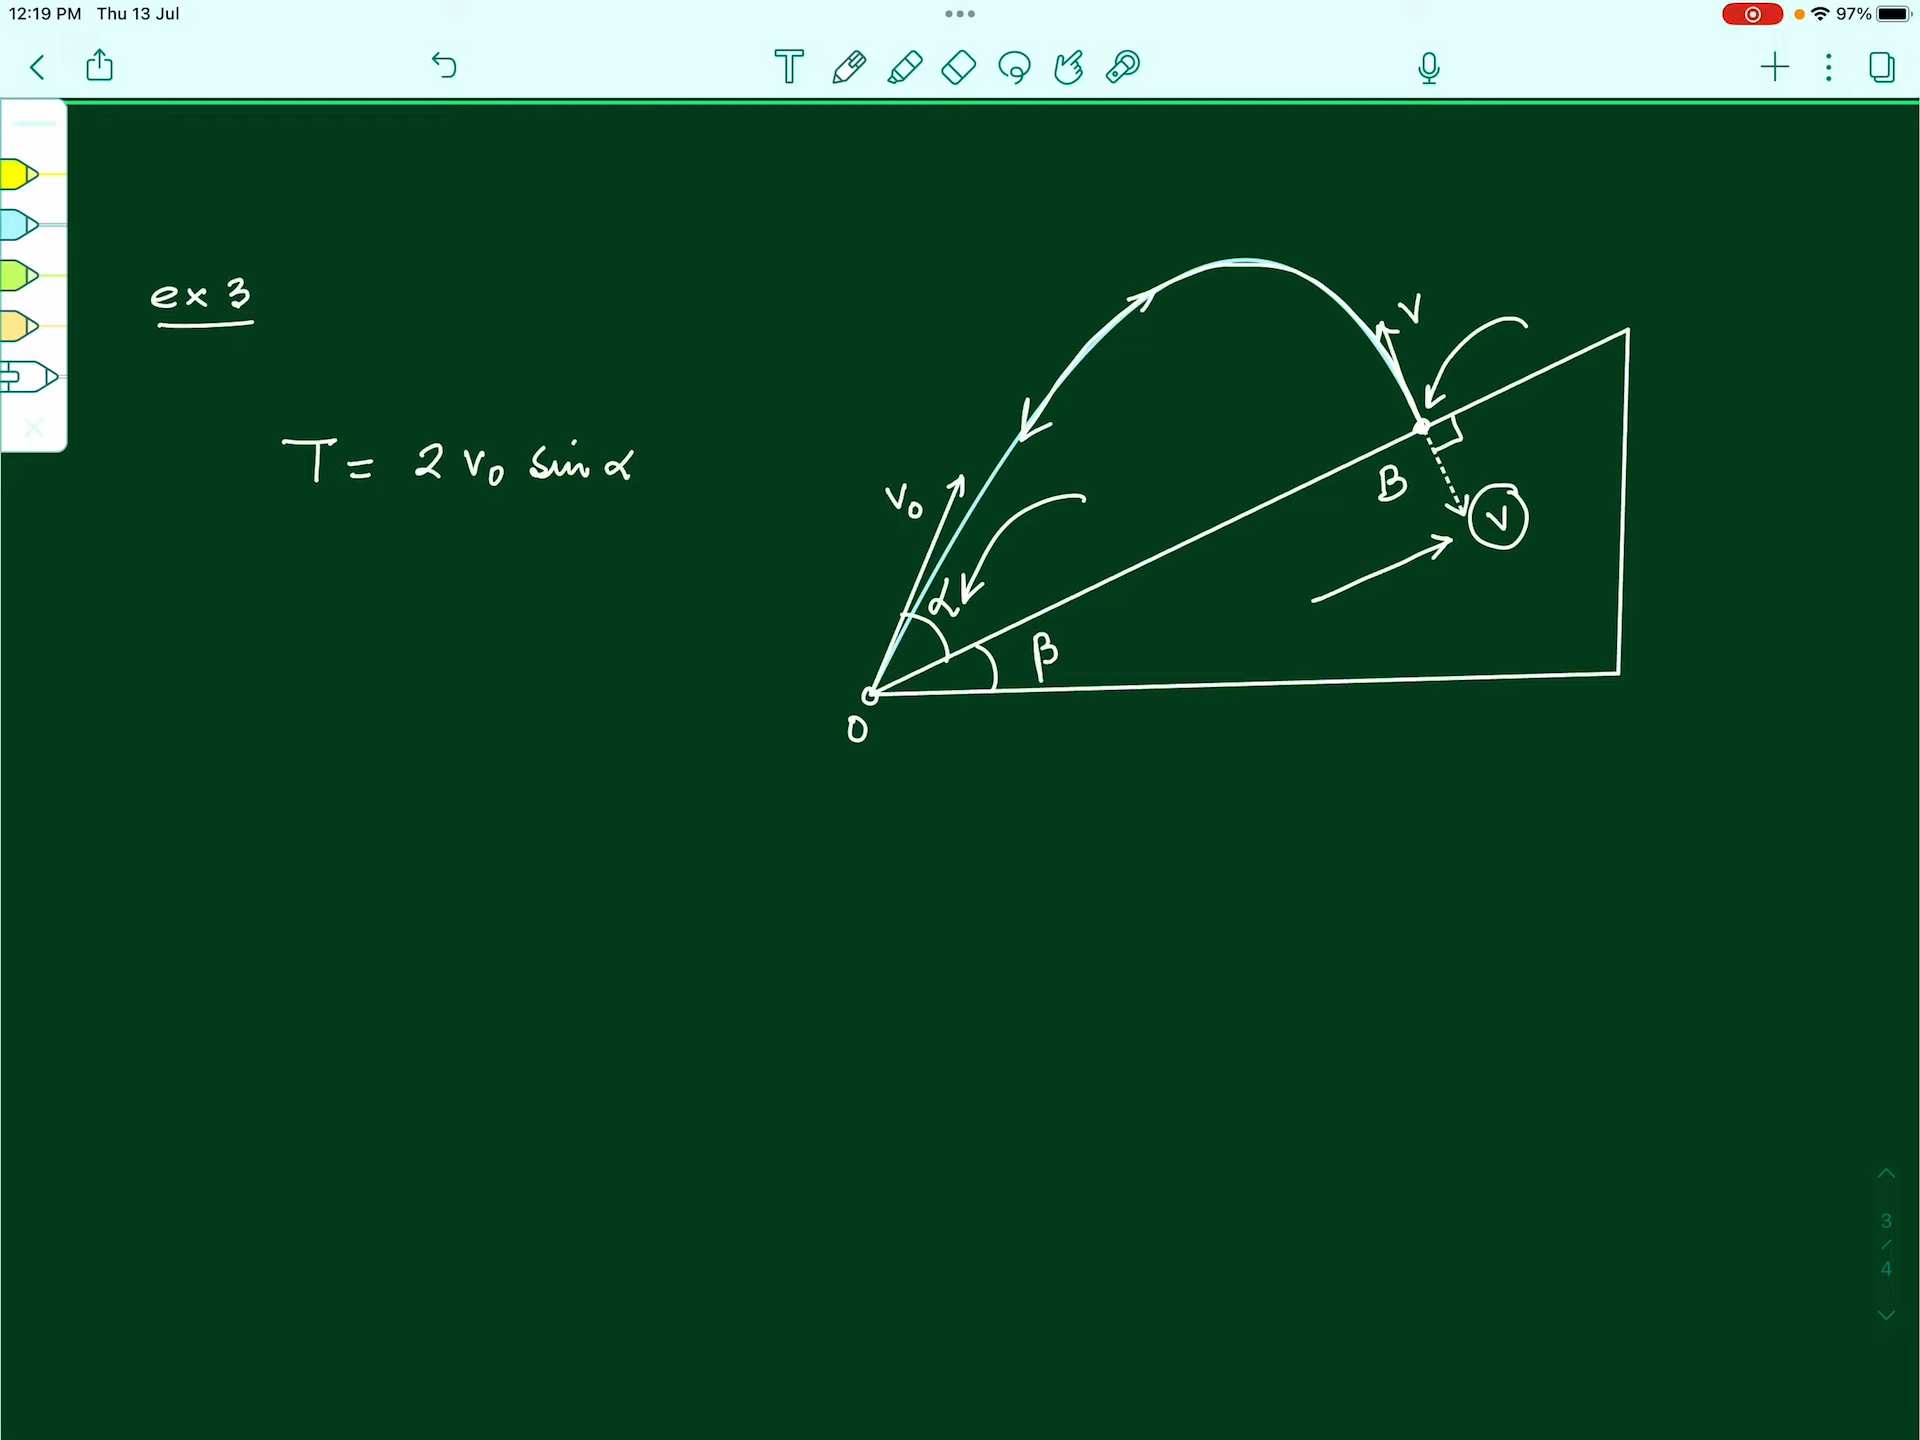 12:19 PM Thu 13 Jul
97%
T
ex 3
T = 2 v₀ sin α
v₀
α
β
O
v
B
v
3
/
4